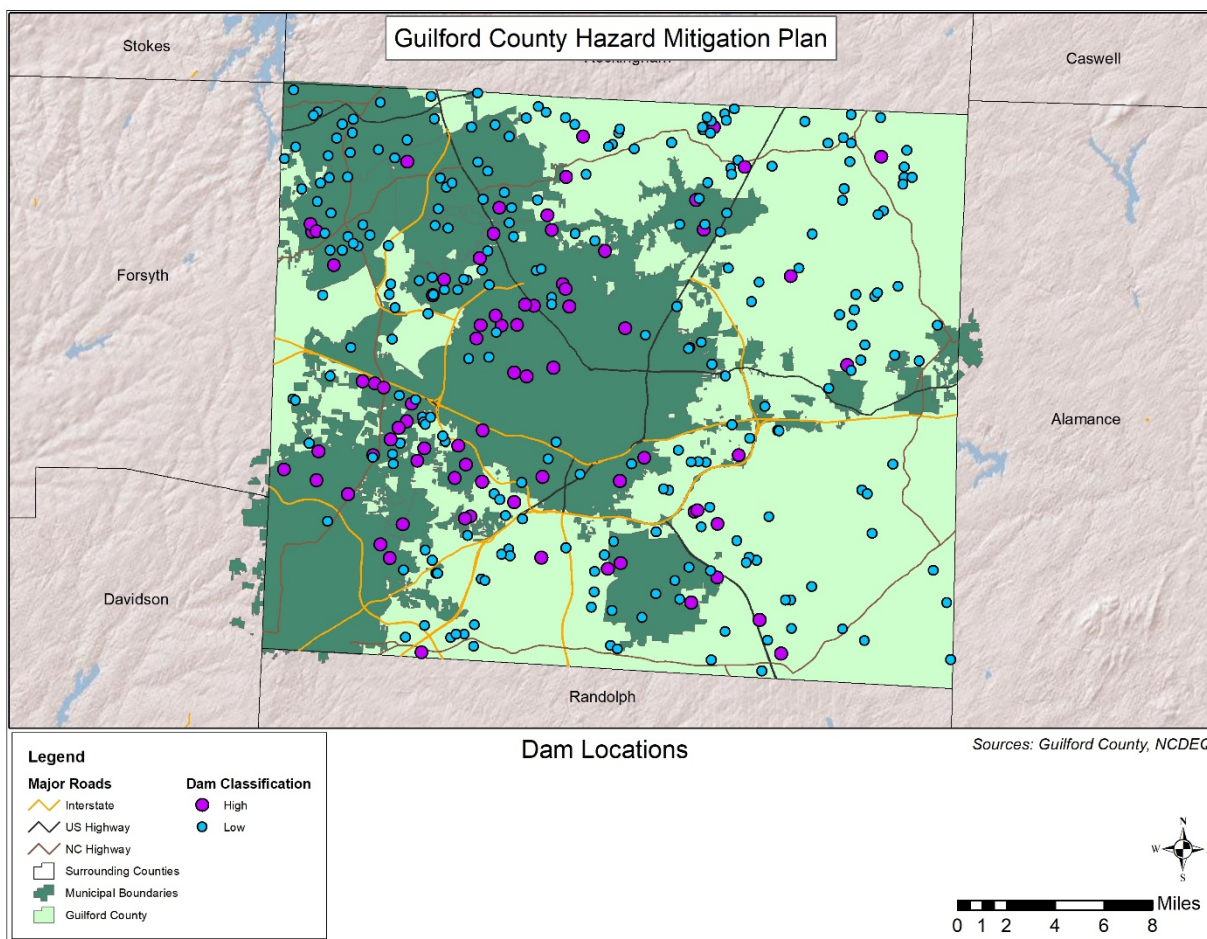 Guilford County Hazard Mitigation Plan
Stokes
Caswell
Forsyth
Alamance
Davidson
Randolph
Dam Locations
Sources: Guilford County, NCDEQ
Legend
Major Roads
Interstate
US Highway
NC Highway
Surrounding Counties
Municipal Boundaries
Guilford County
Dam Classification
High
Low
N
W
S
Miles
0 1 2 4 6 8